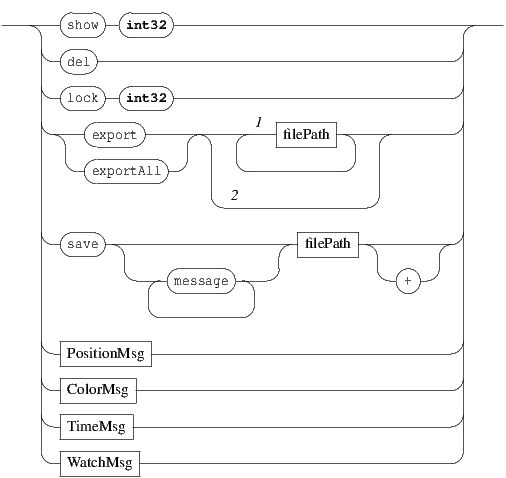 show int32
del
lock int32
export 1 filePath
exportAll
2
save filePath
message +
PositionMsg
ColorMsg
TimeMsg
WatchMsg